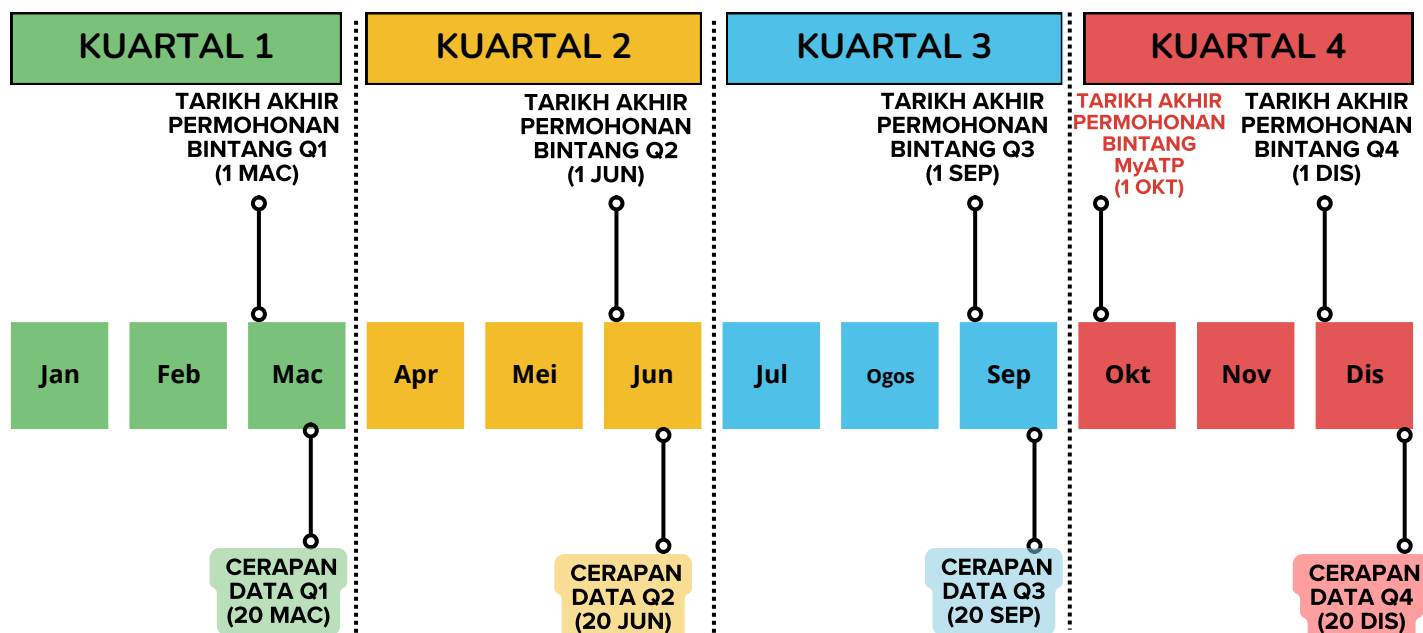 KUARTAL 1
KUARTAL 2
KUARTAL 3
KUARTAL 4
TARIKH AKHIR
PERMOHONAN
BINTANG Q1
(1 MAC)
TARIKH AKHIR
PERMOHONAN
BINTANG Q2
(1 JUN)
TARIKH AKHIR
PERMOHONAN
BINTANG Q3
(1 SEP)
TARIKH AKHIR
PERMOHONAN
BINTANG
MyATP
(1 OKT)
TARIKH AKHIR
PERMOHONAN
BINTANG Q4
(1 DIS)
Jan
Feb
Mac
Apr
Mei
Jun
Jul
Ogos
Sep
Okt
Nov
Dis
CERAPAN
DATA Q1
(20 MAC)
CERAPAN
DATA Q2
(20 JUN)
CERAPAN
DATA Q3
(20 SEP)
CERAPAN
DATA Q4
(20 DIS)